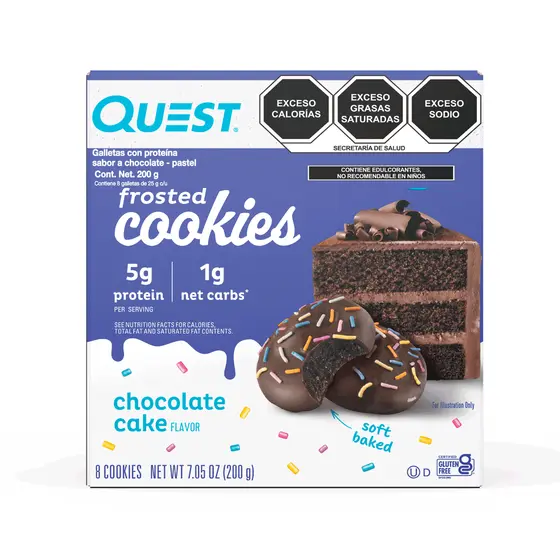 QUEST®
EXCESO
CALORÍAS
EXCESO
GRASAS
SATURADAS
EXCESO
SODIO
SECRETARÍA DE SALUD
CONTIENE EDULCORANTES,
NO RECOMENDABLE EN NIÑOS
Galletas con proteína
sabor a chocolate - pastel
Cont. Net. 200 g
Contiene 8 galletas de 25 g c/u
frosted
cookies
5g
protein
PER SERVING
1g
net carbs*
SEE NUTRITION FACTS FOR CALORIES,
TOTAL FAT AND SATURATED FAT CONTENTS.
For Illustration Only
chocolate
cake FLAVOR
soft
baked
8 COOKIES NET WT 7.05 OZ (200 g)
U D
CERTIFIED
GLUTEN
FREE